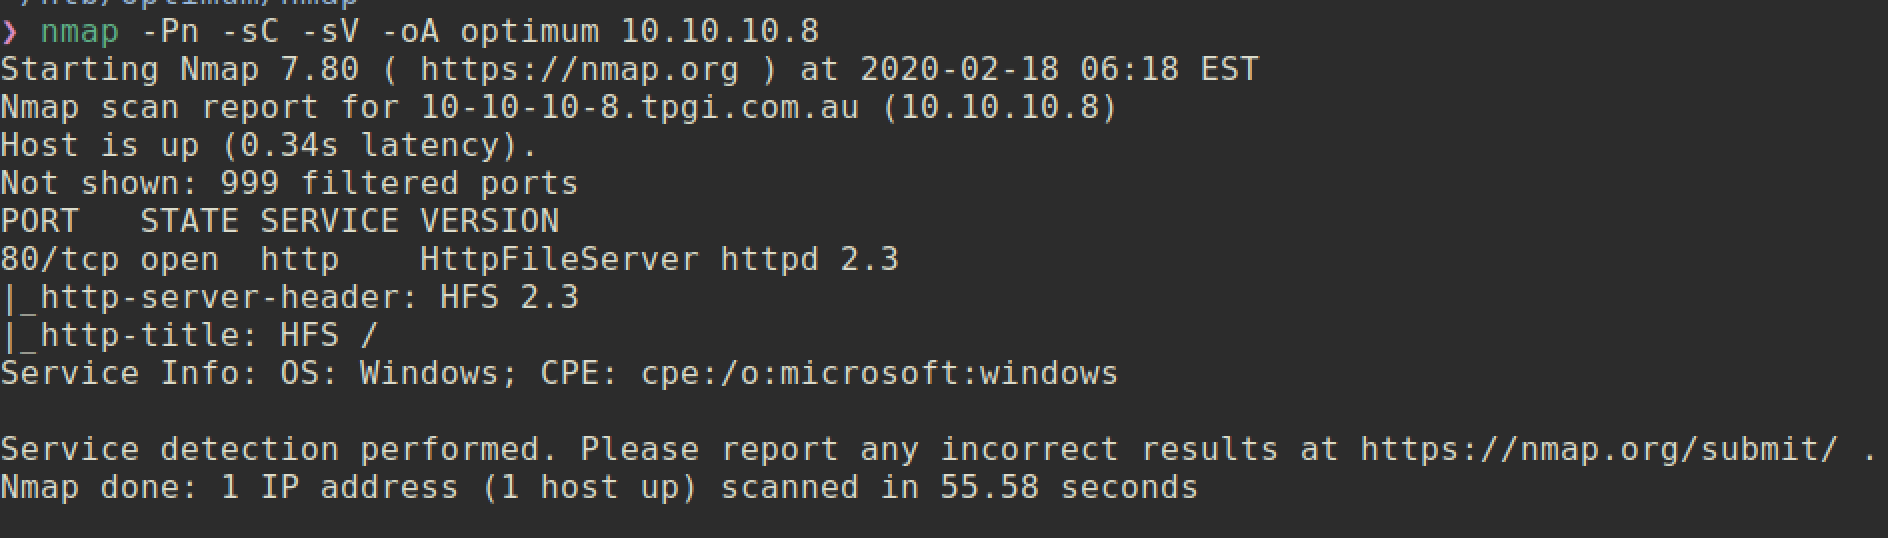 ~/htb/optimum/nmap
❯ nmap -Pn -sC -sV -oA optimum 10.10.10.8
Starting Nmap 7.80 ( https://nmap.org ) at 2020-02-18 06:18 EST
Nmap scan report for 10-10-10-8.tpgi.com.au (10.10.10.8)
Host is up (0.34s latency).
Not shown: 999 filtered ports
PORT   STATE SERVICE VERSION
80/tcp open  http    HttpFileServer httpd 2.3
|_http-server-header: HFS 2.3
|_http-title: HFS /
Service Info: OS: Windows; CPE: cpe:/o:microsoft:windows
Service detection performed. Please report any incorrect results at https://nmap.org/submit/ .
Nmap done: 1 IP address (1 host up) scanned in 55.58 seconds